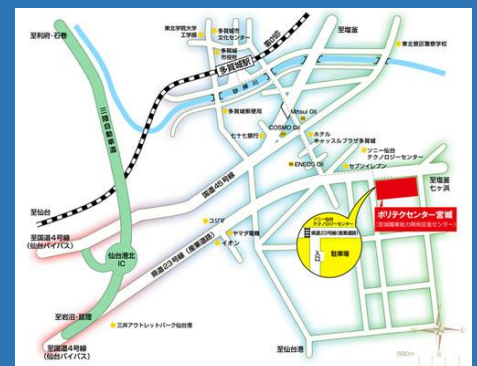 至利府・石巻
東北学院大学
工学部
多賀城市
文化センター
多賀城
市役所
至塩釜
東北管区警察学校
多賀城駅
三陸自動車道
多賀城郵便局
Mitsui Oil
COSMO Oil
七十七銀行
ホテル
キャッスルプラザ多賀城
ENEOS Oil
ソニー仙台
テクノロジーセンター
セブンイレブン
至塩釜
七ヶ浜
国道45号線
至仙台
ポリテクセンター宮城
至国道4号線
(仙台バイパス)
コジマ
ヤマダ電機
イオン
ソニー仙台
テクノロジーセンター
県道23号線(産業道路)
駐車場
仙台港北
IC
県道23号線(産業道路)
至岩沼・亘理
三井アウトレットパーク仙台港
至国道4号線
(仙台バイパス)
至仙台港
500m